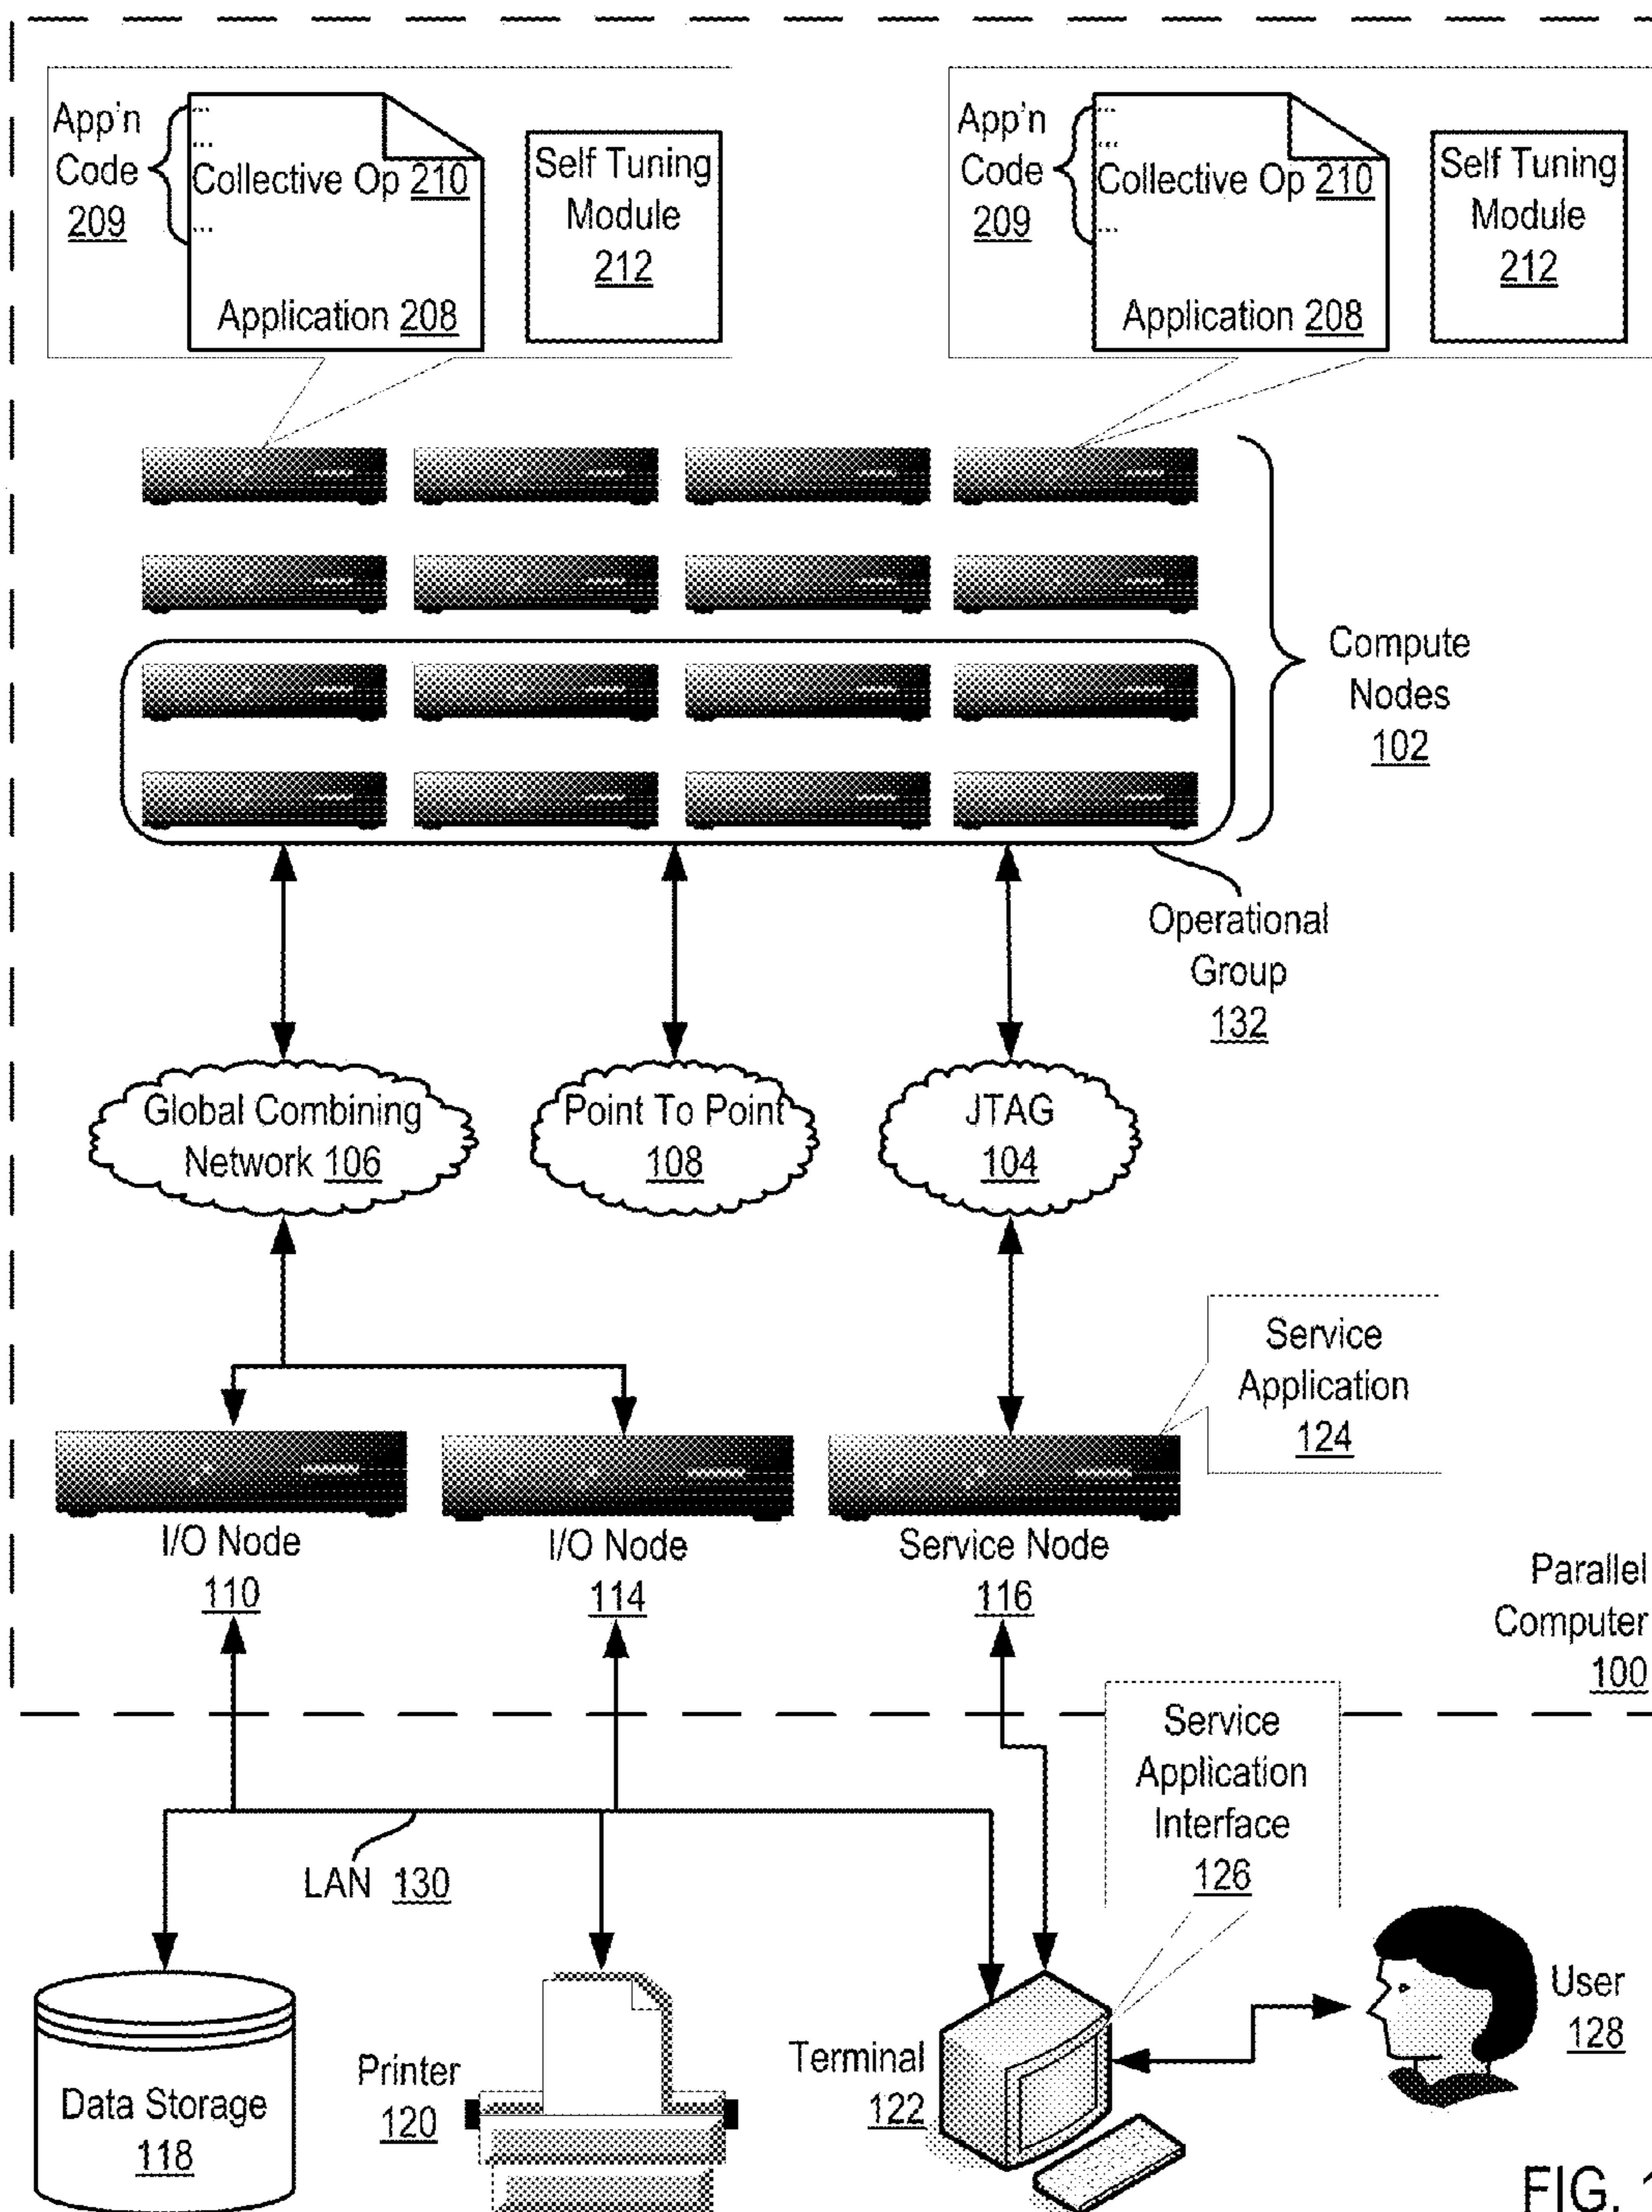 App'n
Code
209
...
...
Collective Op 210
...
Application 208
Self Tuning
Module
212
App'n
Code
209
...
...
Collective Op 210
...
Application 208
Self Tuning
Module
212
Compute
Nodes
102
Operational
Group
132
Global Combining
Network 106
Point To Point
108
JTAG
104
Service
Application
124
I/O Node
110
I/O Node
114
Service Node
116
Parallel
Computer
100
Service
Application
Interface
126
LAN 130
Data Storage
118
Printer
120
Terminal
122
User
128
FIG. 1